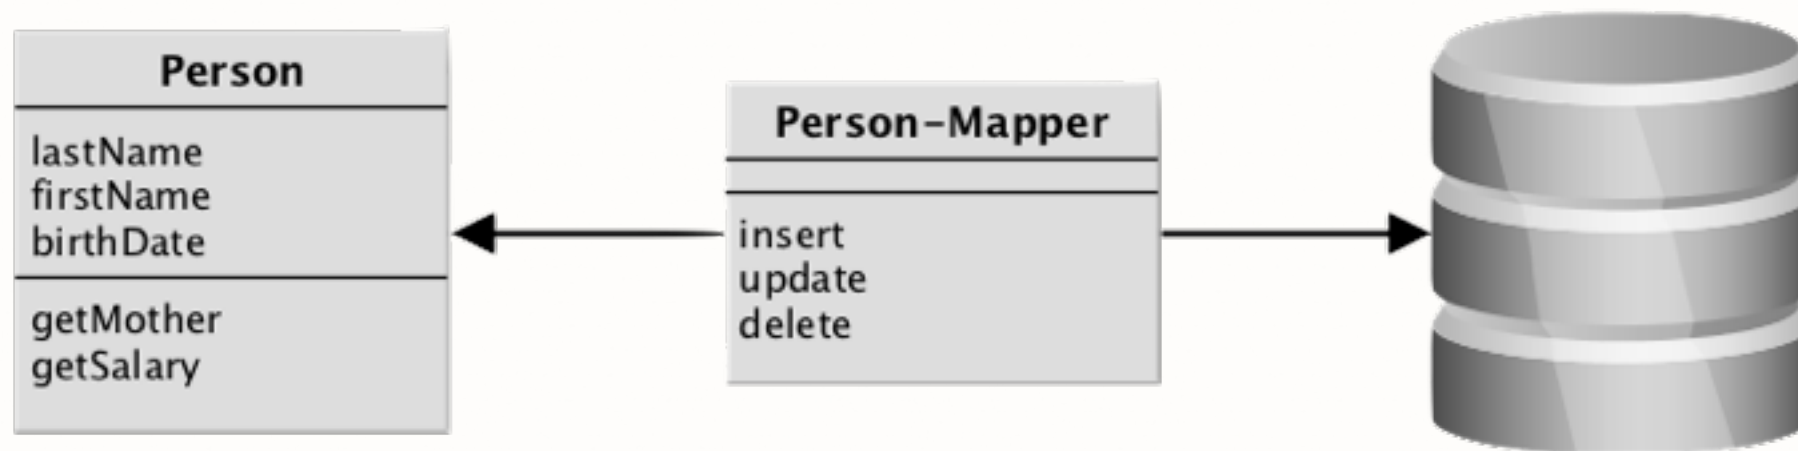 Person
lastName
firstName
birthDate
getMother
getSalary
Person-Mapper
insert
update
delete